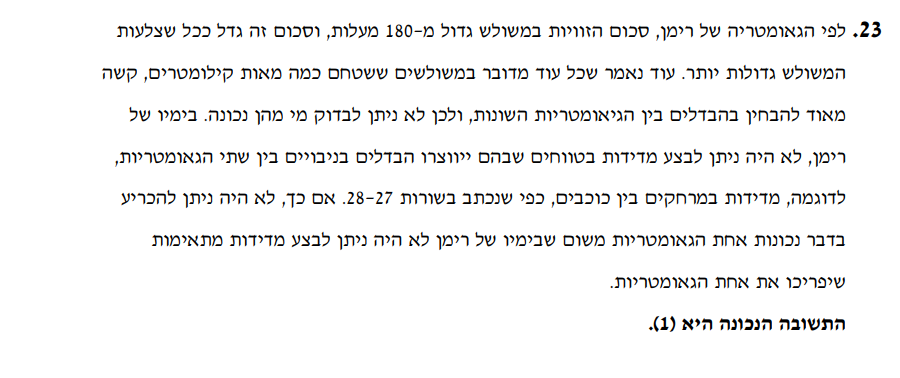 23. לפי הגאומטריה של רימן, סכום הזוויות במשולש גדול מ-180 מעלות, וסכום זה גדל ככל שצלעות
המשולש גדולות יותר. עוד נאמר שכל עוד מדובר במשולשים ששטחם כמה מאות קילומטרים, קשה
מאוד להבחין בהבדלים בין הגיאומטריות השונות, ולכן לא ניתן לבדוק מי מהן נכונה. בימיו של
רימן, לא היה ניתן לבצע מדידות בטווחים שבהם ייווצרו הבדלים בניבויים בין שתי הגאומטריות,
לדוגמה, מדידות במרחקים בין כוכבים, כפי שנכתב בשורות 28-27. אם כך, לא היה ניתן להכריע
בדבר נכונות אחת הגאומטריות משום שבימיו של רימן לא היה ניתן לבצע מדידות מתאימות
שיפריכו את אחת הגאומטריות.
התשובה הנכונה היא (1).